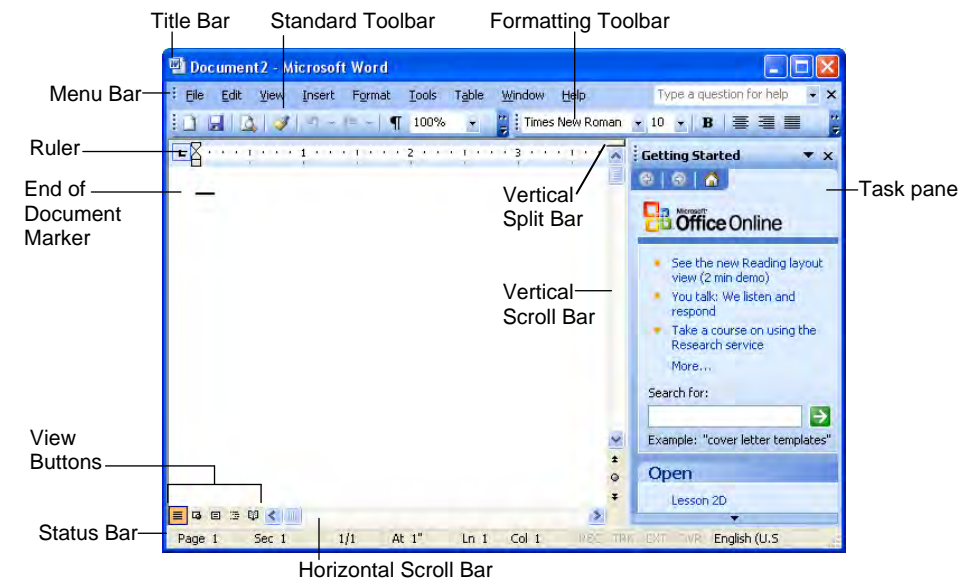 Title Bar
Standard Toolbar
Formatting Toolbar
Document2 - Microsoft Word
Menu Bar
File Edit View Insert Format Tools Table Window Help
Type a question for help
100%
Times New Roman
10
B
Ruler
1 2 3
Getting Started
End of
Document
Marker
Vertical
Split Bar
Task pane
Microsoft
Office Online
See the new Reading layout
view (2 min demo)
You talk: We listen and
respond
Take a course on using the
Research service
More...
Vertical
Scroll Bar
Search for:
Example: "cover letter templates"
View
Buttons
Open
Lesson 2D
Status Bar
Page 1 Sec 1 1/1 At 1" Ln 1 Col 1 REC TRK EXT OVR English (U.S
Horizontal Scroll Bar